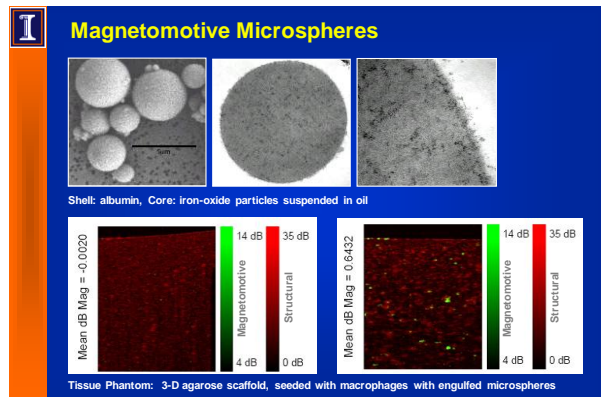 I
Magnetomotive Microspheres
5um
Shell: albumin, Core: iron-oxide particles suspended in oil
Mean dB Mag = -0.0020
14 dB
Magnetomotive
4 dB
35 dB
Structural
0 dB
Mean dB Mag = 0.6432
14 dB
Magnetomotive
4 dB
35 dB
Structural
0 dB
Tissue Phantom: 3-D agarose scaffold, seeded with macrophages with engulfed microspheres